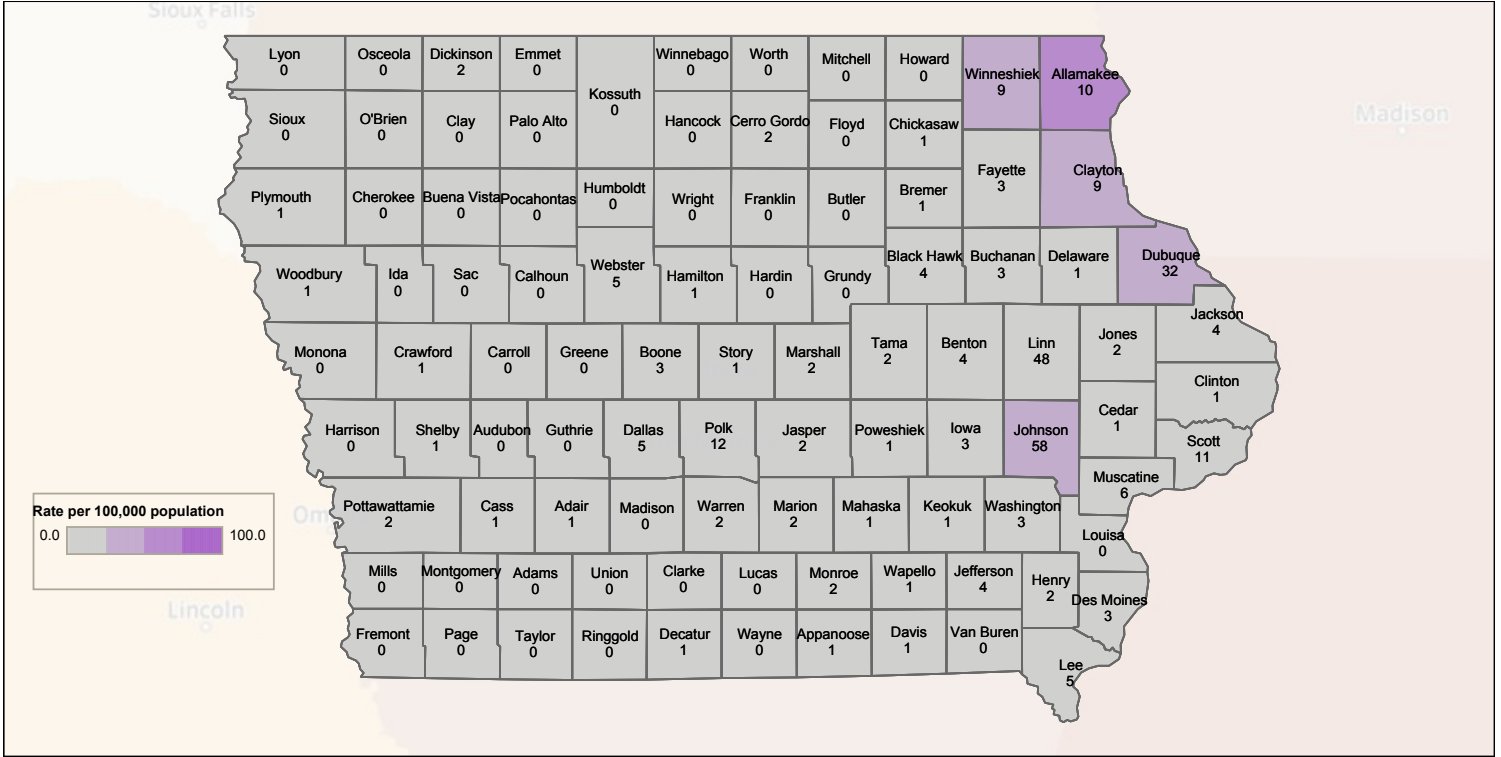 Sioux Falls
Lyon
0
Osceola
0
Dickinson
2
Emmet
0
Kossuth
0
Winnebago
0
Worth
0
Mitchell
0
Howard
0
Winneshiek
9
Allamakee
10
Madison
Sioux
0
O'Brien
0
Clay
0
Palo Alto
0
Hancock
0
Cerro Gordo
2
Floyd
0
Chickasaw
1
Fayette
3
Clayton
9
Plymouth
1
Cherokee
0
Buena Vista
0
Pocahontas
0
Humboldt
0
Wright
0
Franklin
0
Butler
0
Bremer
1
Woodbury
1
Ida
0
Sac
0
Calhoun
0
Webster
5
Hamilton
1
Hardin
0
Grundy
0
Black Hawk
4
Buchanan
3
Delaware
1
Dubuque
32
Jackson
4
Monona
0
Crawford
1
Carroll
0
Greene
0
Boone
3
Story
1
Marshall
2
Tama
2
Benton
4
Linn
48
Jones
2
Clinton
1
Harrison
0
Shelby
1
Audubon
0
Guthrie
0
Dallas
5
Polk
12
Jasper
2
Poweshiek
1
Iowa
3
Johnson
58
Cedar
1
Scott
11
Muscatine
6
Rate per 100,000 population
0.0
100.0
Om
Pottawattamie
2
Cass
1
Adair
1
Madison
0
Warren
2
Marion
2
Mahaska
1
Keokuk
1
Washington
3
Louisa
0
Mills
0
Montgomery
0
Adams
0
Union
0
Clarke
0
Lucas
0
Monroe
2
Wapello
1
Jefferson
4
Henry
2
Des Moines
3
Lincoln
Fremont
0
Page
0
Taylor
0
Ringgold
0
Decatur
1
Wayne
0
Appanoose
1
Davis
1
Van Buren
0
Lee
5